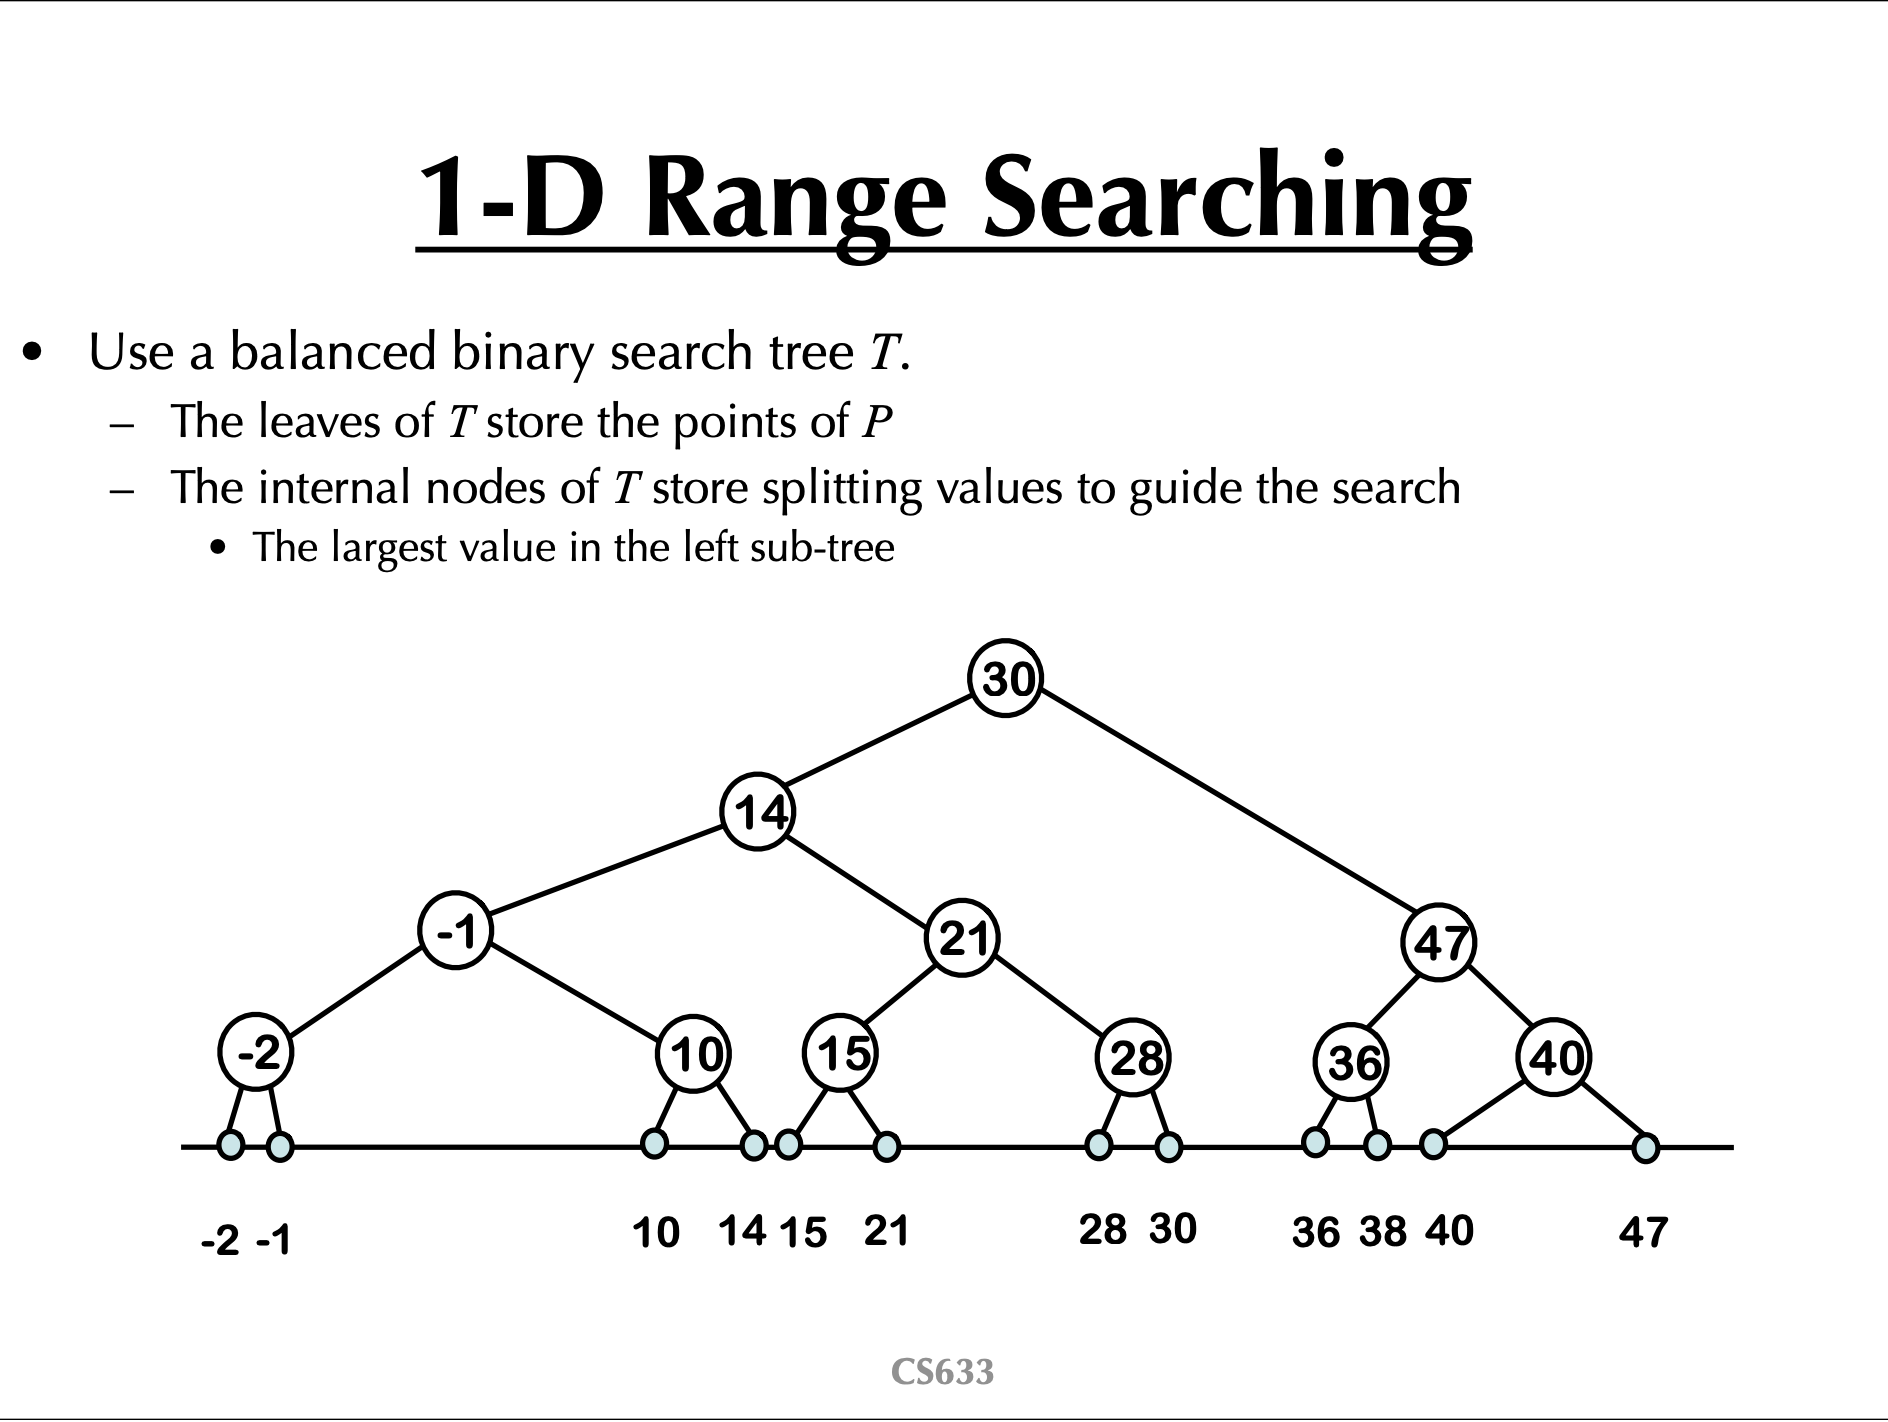 1-D Range Searching
• Use a balanced binary search tree T.
– The leaves of T store the points of P
– The internal nodes of T store splitting values to guide the search
• The largest value in the left sub-tree
30
14
-1 21 47
-2 10 15 28 36 40
-2 -1 10 14 15 21 28 30 36 38 40 47
CS633